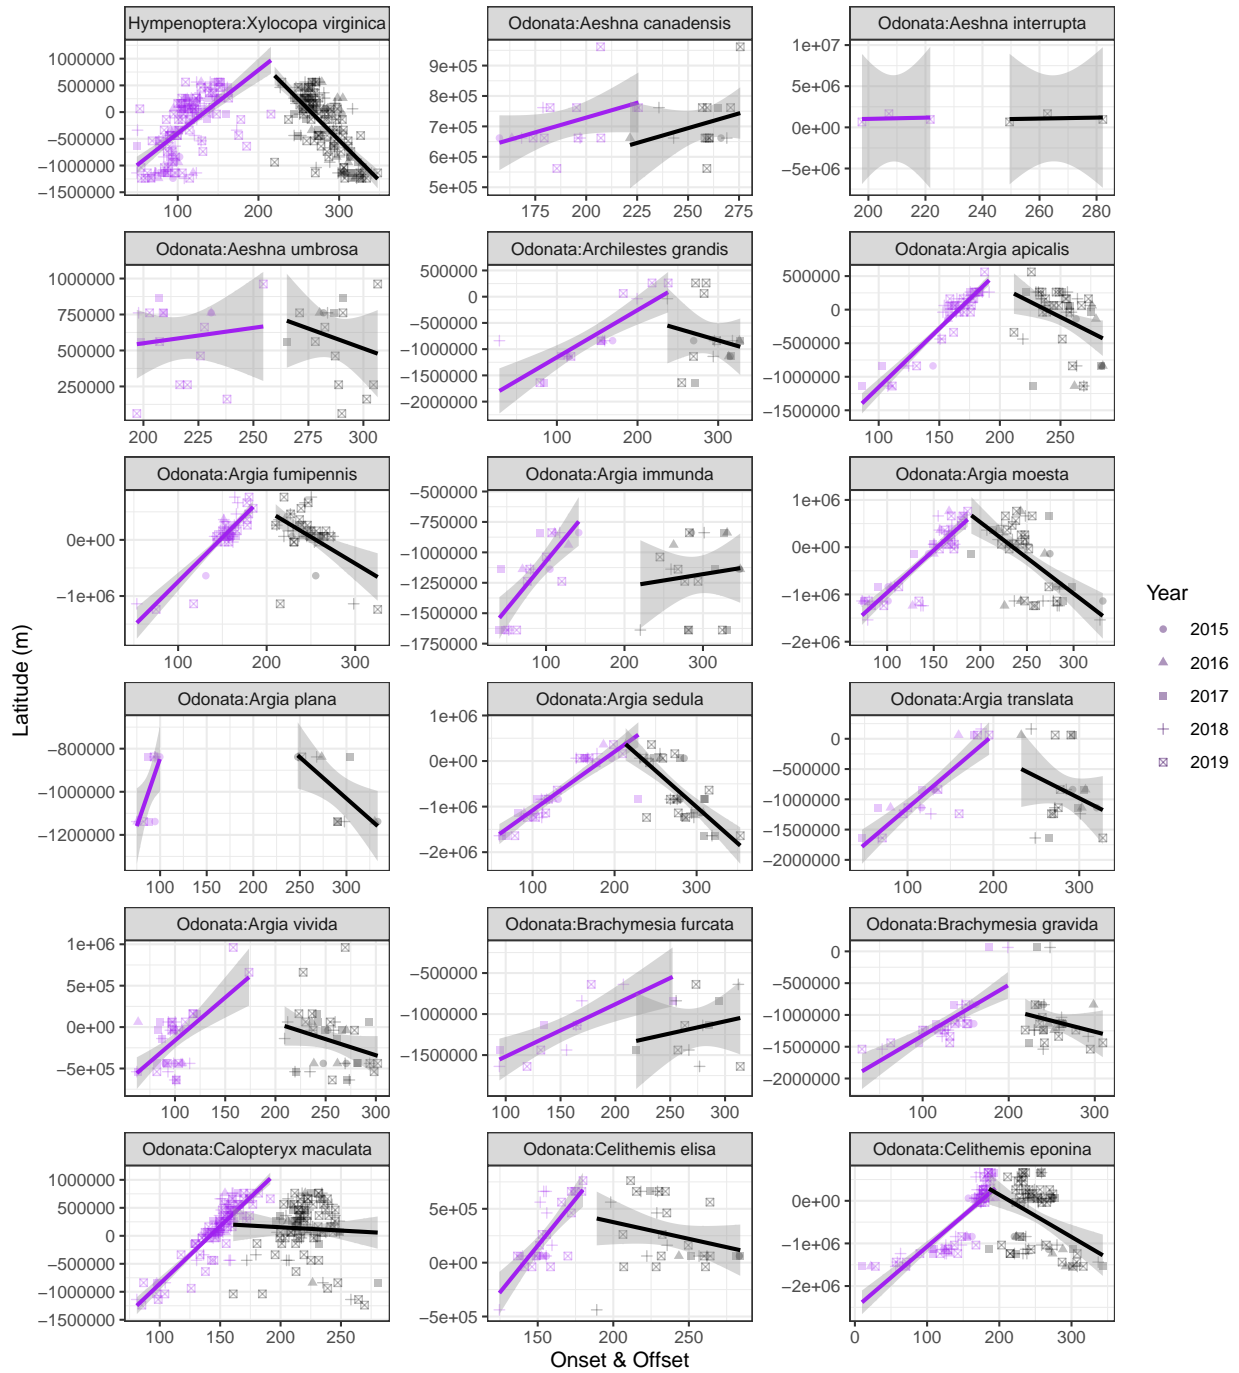 Hympenoptera:Xylocopa virginica
Odonata:Aeshna canadensis
Odonata:Aeshna interrupta
1000000
500000
0
−500000
−1000000
−1500000
100
200
300
9e+05
8e+05
7e+05
6e+05
5e+05
175
200
225
250
275
1e+07
5e+06
0e+00
−5e+06
200
220
240
260
280
Odonata:Aeshna umbrosa
Odonata:Archilestes grandis
Odonata:Argia apicalis
1000000
750000
500000
250000
200
225
250
275
300
500000
0
−500000
−1000000
−1500000
−2000000
100
200
300
500000
0
−500000
−1000000
−1500000
100
150
200
250
Odonata:Argia fumipennis
Odonata:Argia immunda
Odonata:Argia moesta
0e+00
−1e+06
100
200
300
−500000
−750000
−1000000
−1250000
−1500000
−1750000
100
200
300
1e+06
0e+00
−1e+06
−2e+06
100
150
200
250
300
Odonata:Argia plana
Odonata:Argia sedula
Odonata:Argia translata
−800000
−1000000
−1200000
100
150
200
250
300
1e+06
0e+00
−1e+06
−2e+06
100
200
300
0
−500000
−1000000
−1500000
−2000000
100
200
300
Odonata:Argia vivida
Odonata:Brachymesia furcata
Odonata:Brachymesia gravida
1e+06
5e+05
0e+00
−5e+05
100
150
200
250
300
−500000
−1000000
−1500000
100
150
200
250
300
0
−500000
−1000000
−1500000
−2000000
100
200
300
Odonata:Calopteryx maculata
Odonata:Celithemis elisa
Odonata:Celithemis eponina
1000000
500000
0
−500000
−1000000
−1500000
100
150
200
250
5e+05
0e+00
−5e+05
150
200
250
0e+00
−1e+06
−2e+06
0
100
200
300
Latitude (m)
Onset & Offset
Year
2015
2016
2017
2018
2019